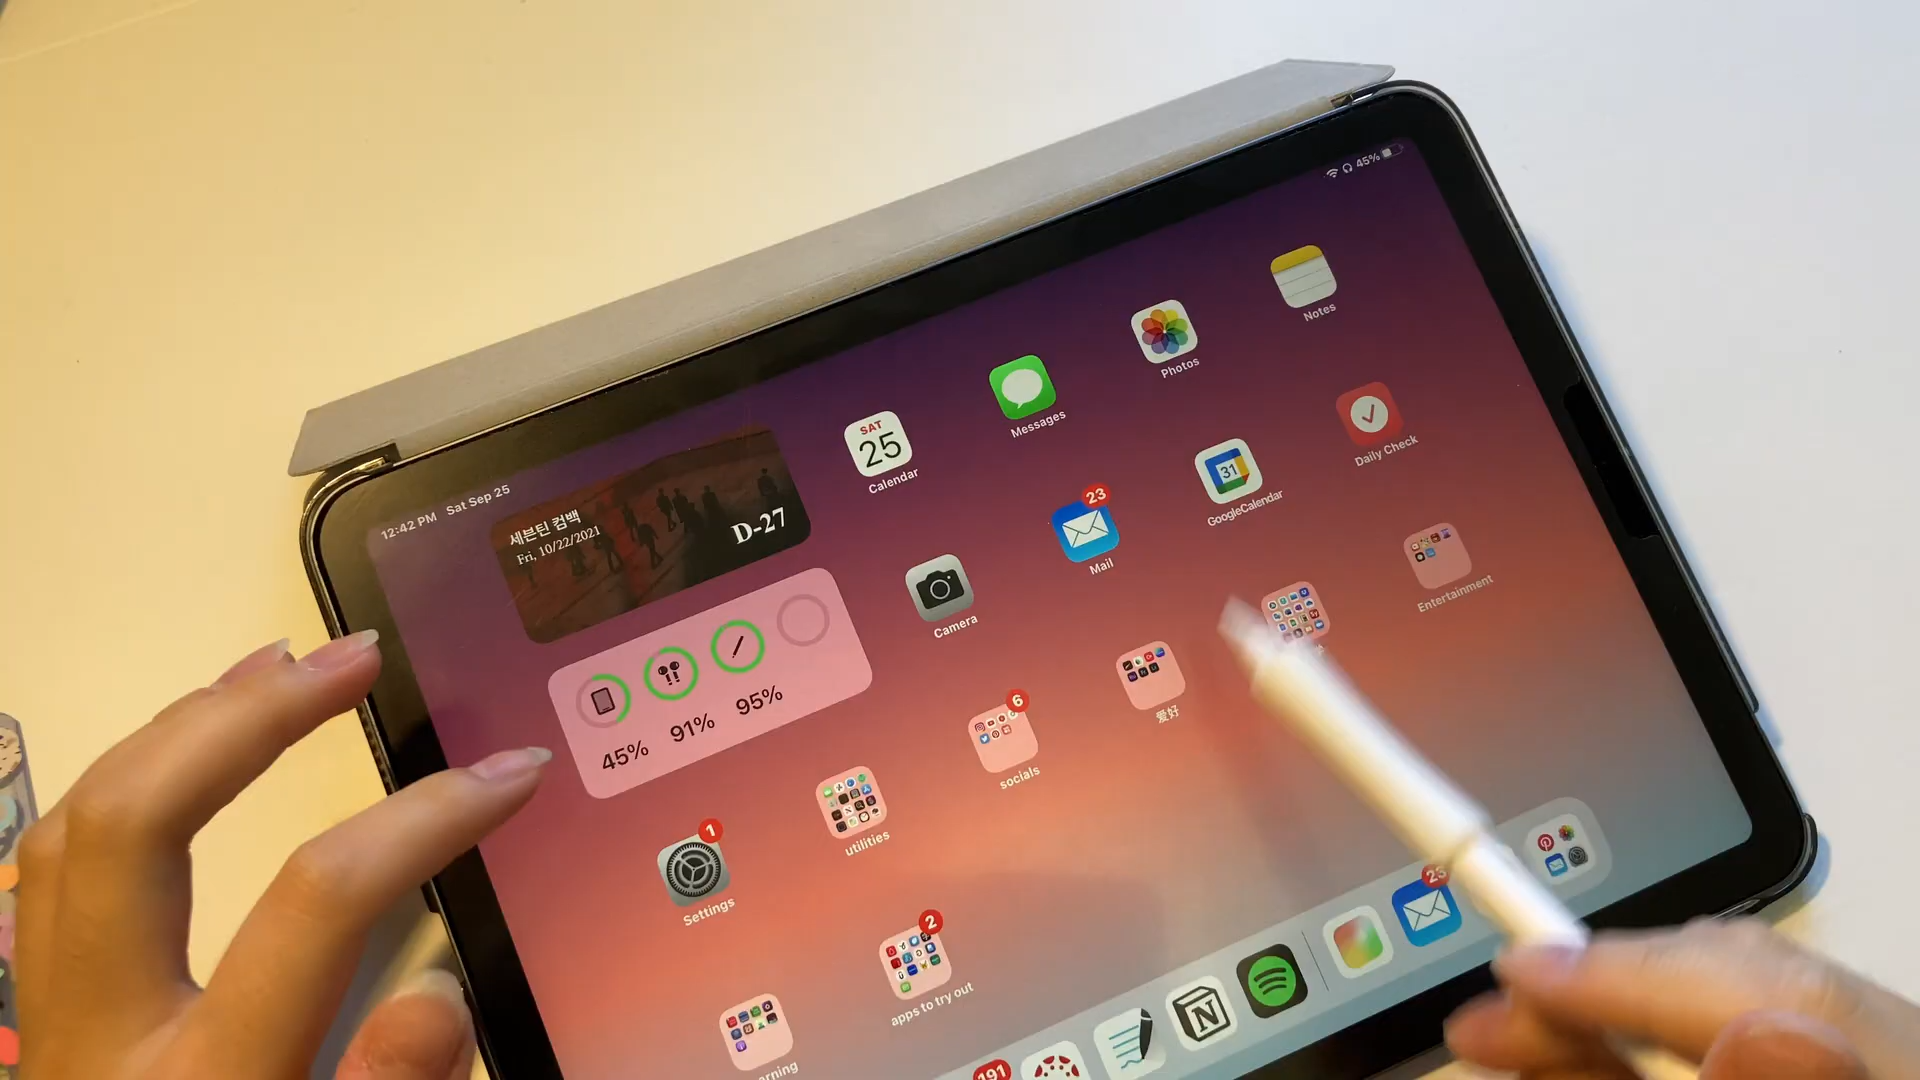 12:42 PM Sat Sep 25
45%
세븐틴 컴백
Fri, 10/22/2021
D-27
45%
91%
95%
SAT
25
Calendar
Messages
Photos
Notes
Camera
23
Mail
31
GoogleCalendar
Daily Check
1
Settings
utilities
6
socials
爱好
Entertainment
2
apps to try out
191
N
23